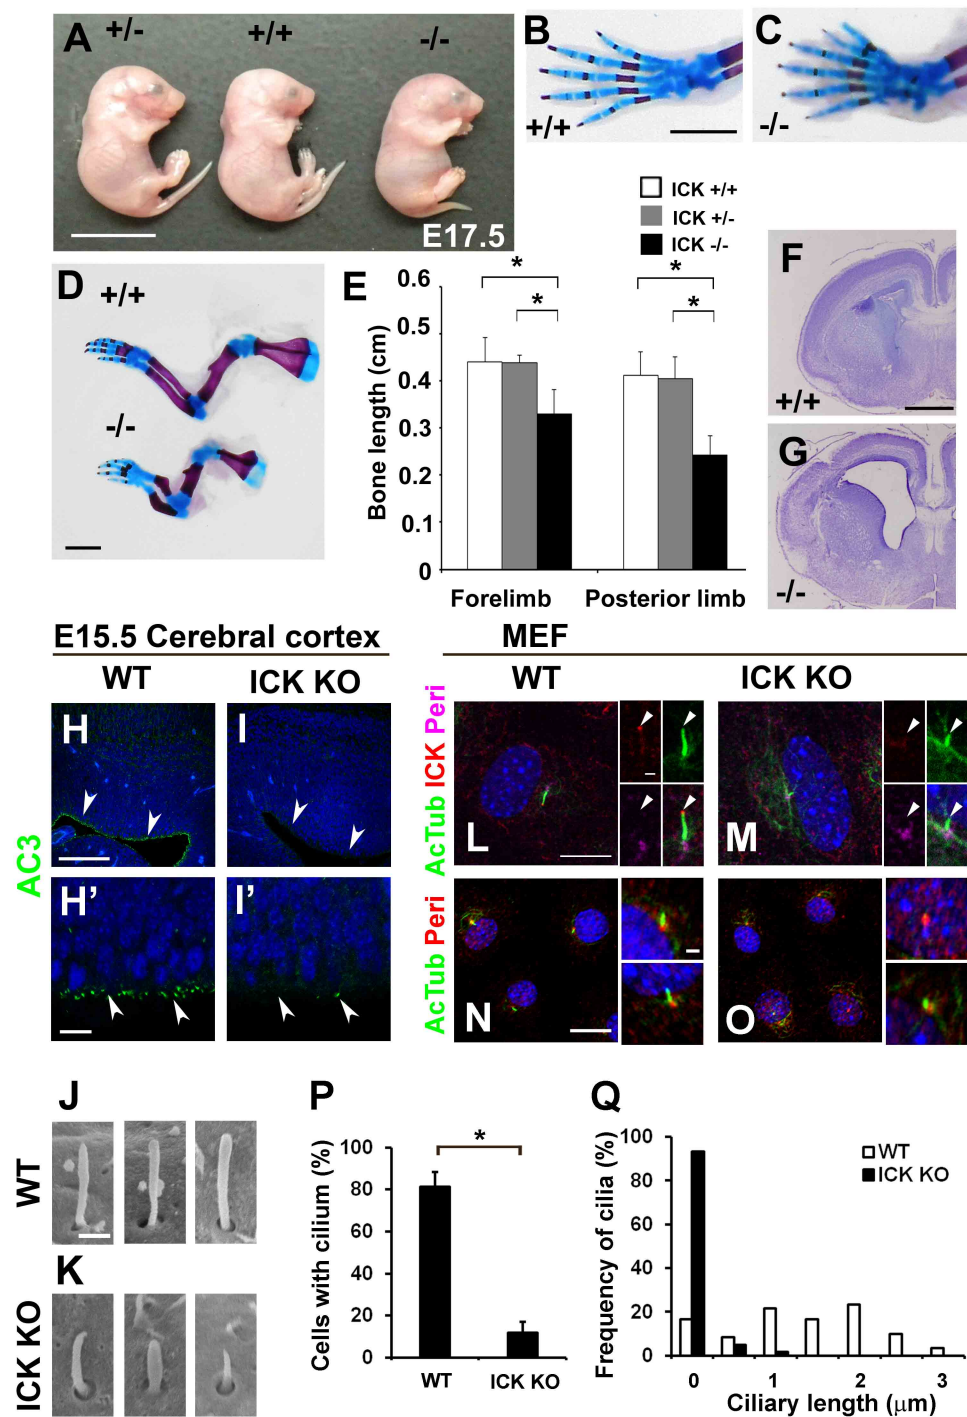 A
+/-
+/+
-/-
E17.5
B
+/+
C
-/-
ICK +/+
ICK +/-
ICK -/-
D
+/+
-/-
E
Bone length (cm)
0.6
0.5
0.4
0.3
0.2
0.1
0
*
*
*
*
Forelimb
Posterior limb
F
+/+
G
-/-
E15.5 Cerebral cortex
WT
ICK KO
AC3
H
I
H’
I’
MEF
WT
ICK KO
AcTub ICK Peri
L
M
AcTub Peri
N
O
J
WT
K
ICK KO
P
Cells with cilium (%)
100
80
60
40
20
0
*
WT
ICK KO
Q
Frequency of cilia (%)
100
80
60
40
20
0
WT
ICK KO
0
1
2
3
Ciliary length (μm)